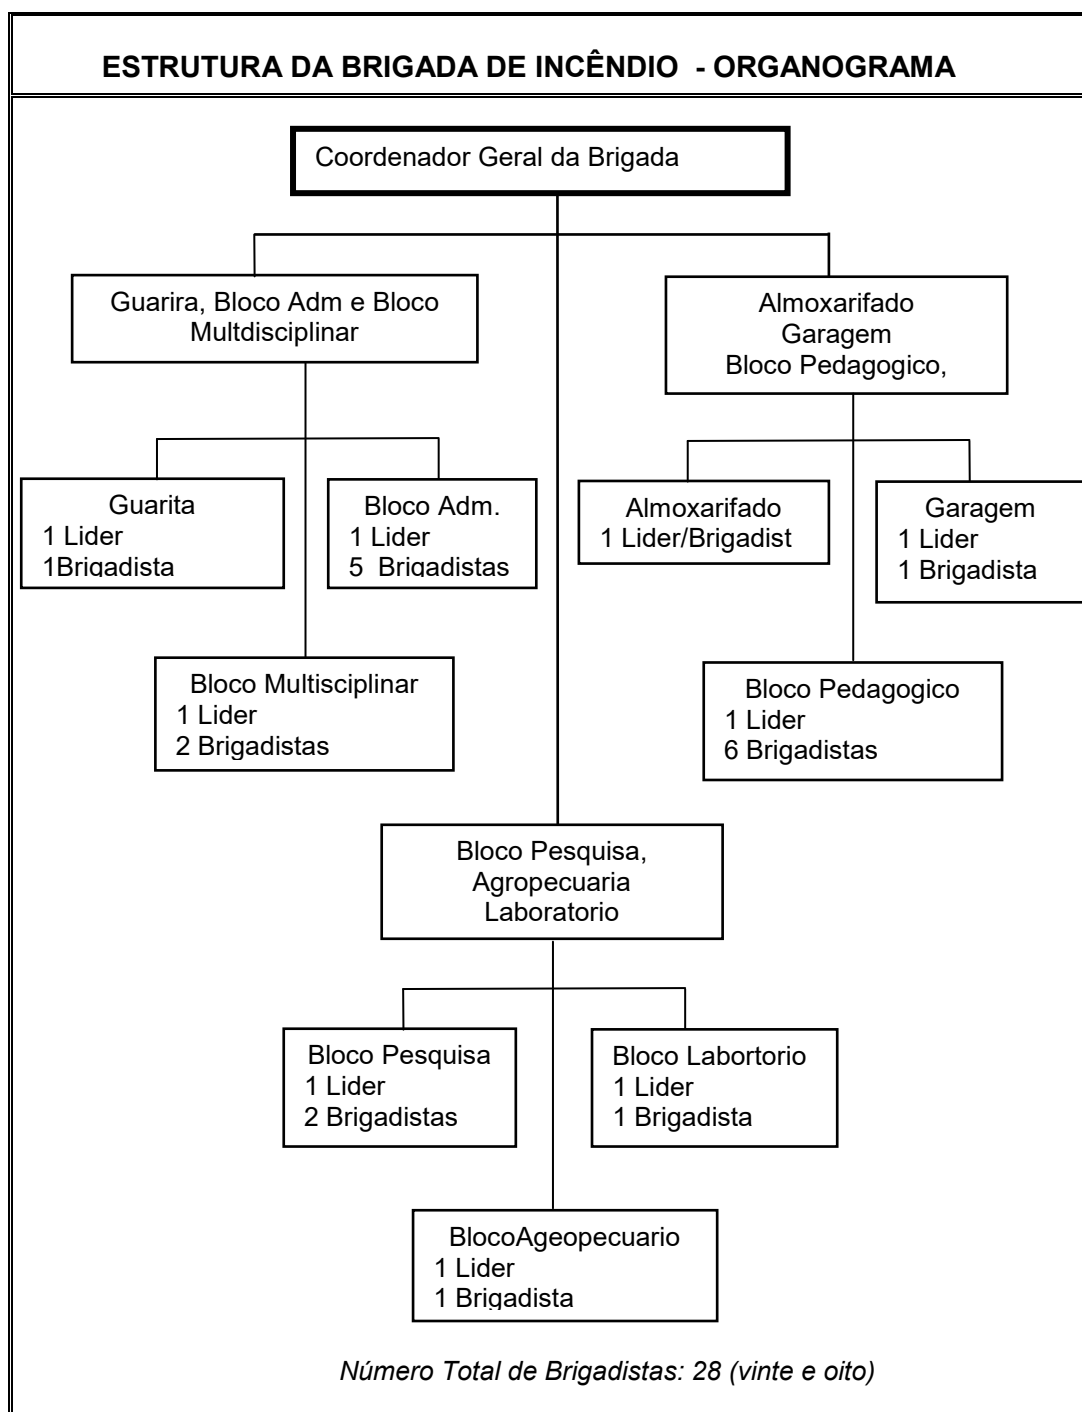 ESTRUTURA DA BRIGADA DE INCÊNDIO - ORGANOGRAMA
Coordenador Geral da Brigada
Guarira, Bloco Adm e Bloco
Multdisciplinar
Almoxarifado
Garagem
Bloco Pedagogico,
Guarita
1 Lider
1Brigadista
Bloco Adm.
1 Lider
5 Brigadistas
Almoxarifado
1 Lider/Brigadist
Garagem
1 Lider
1 Brigadista
Bloco Multisciplinar
1 Lider
2 Brigadistas
Bloco Pedagogico
1 Lider
6 Brigadistas
Bloco Pesquisa,
Agropecuaria
Laboratorio
Bloco Pesquisa
1 Lider
2 Brigadistas
Bloco Labortorio
1 Lider
1 Brigadista
BlocoAgeopecuario
1 Lider
1 Brigadista
Número Total de Brigadistas: 28 (vinte e oito)